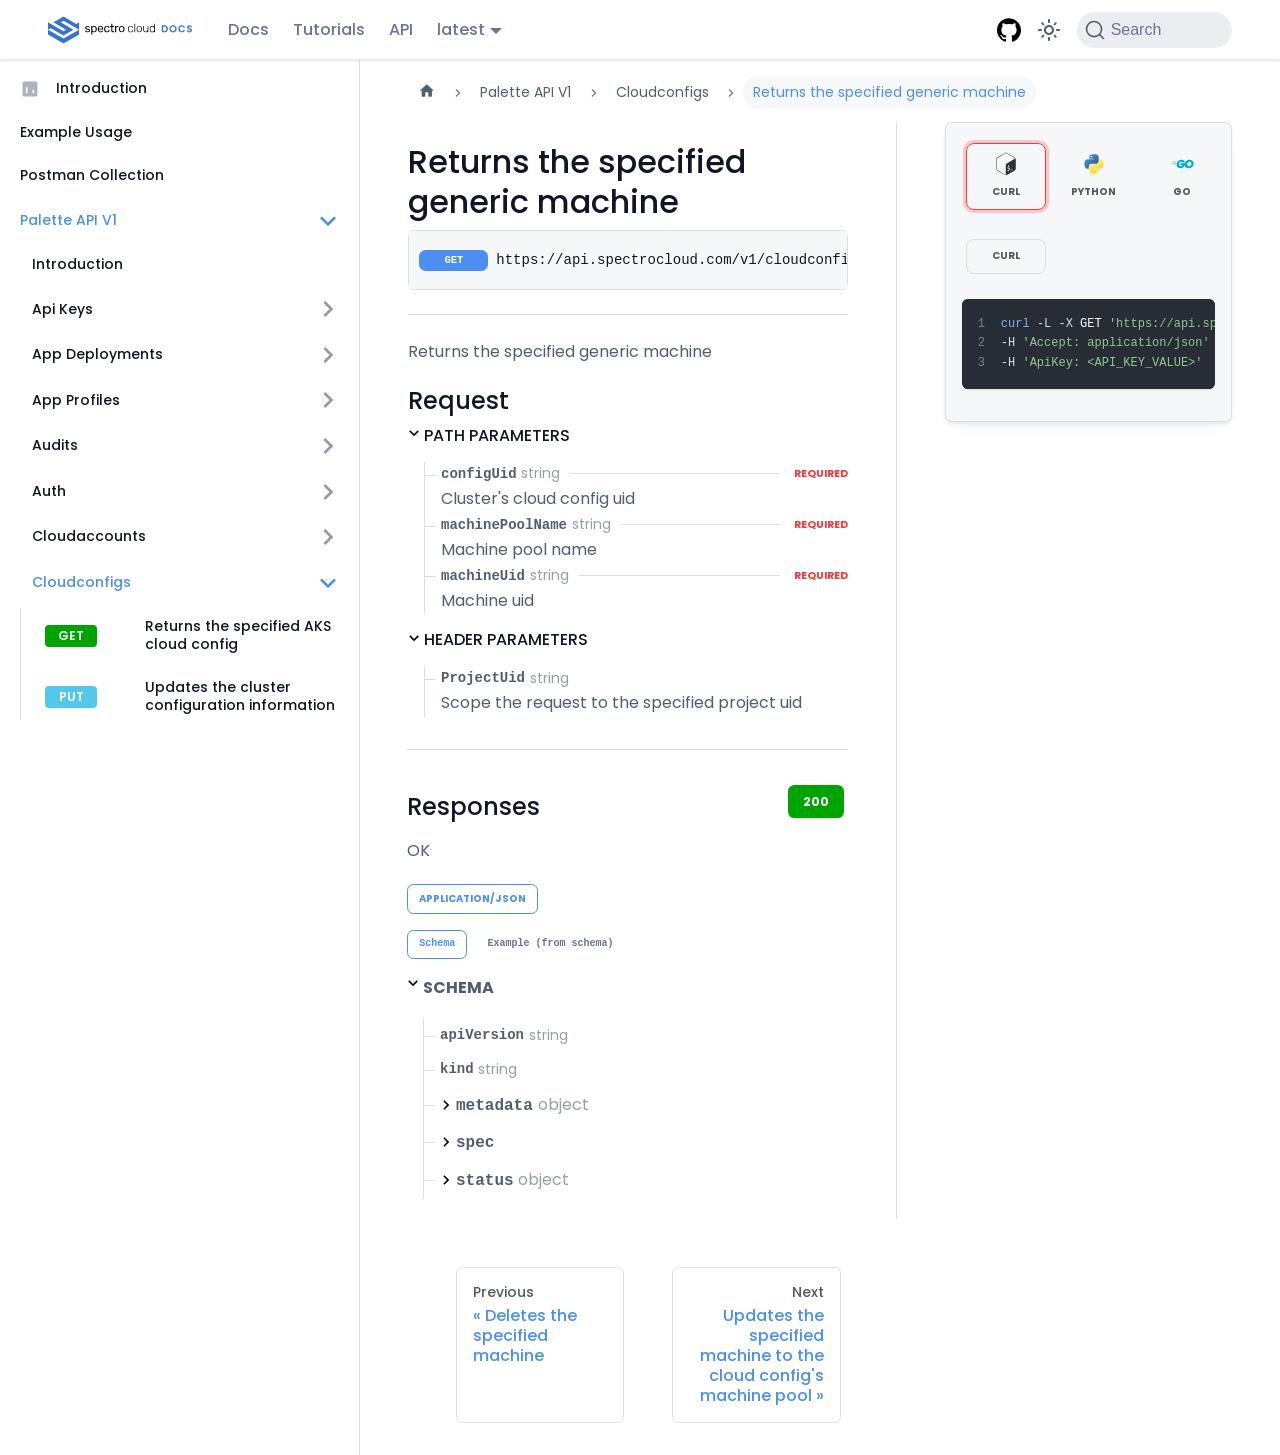 spectro cloud DOCS
Docs
Tutorials
API
latest
Search
Introduction
Example Usage
Postman Collection
Palette API V1
Introduction
Api Keys
App Deployments
App Profiles
Audits
Auth
Cloudaccounts
Cloudconfigs
GET
Returns the specified AKS
cloud config
PUT
Updates the cluster
configuration information
Palette API V1
Cloudconfigs
Returns the specified generic machine
Returns the specified
generic machine
GET
https://api.spectrocloud.com/v1/cloudconfi
Returns the specified generic machine
Request
PATH PARAMETERS
configUid string
REQUIRED
Cluster's cloud config uid
machinePoolName string
REQUIRED
Machine pool name
machineUid string
REQUIRED
Machine uid
HEADER PARAMETERS
ProjectUid string
Scope the request to the specified project uid
Responses
200
OK
APPLICATION/JSON
Schema
Example (from schema)
SCHEMA
apiVersion string
kind string
metadata object
spec
status object
Previous
« Deletes the
specified
machine
Next
Updates the
specified
machine to the
cloud config's
machine pool »
CURL
PYTHON
GO
CURL
1 curl -L -X GET 'https://api.sp
2 -H 'Accept: application/json'
3 -H 'ApiKey: <API_KEY_VALUE>'